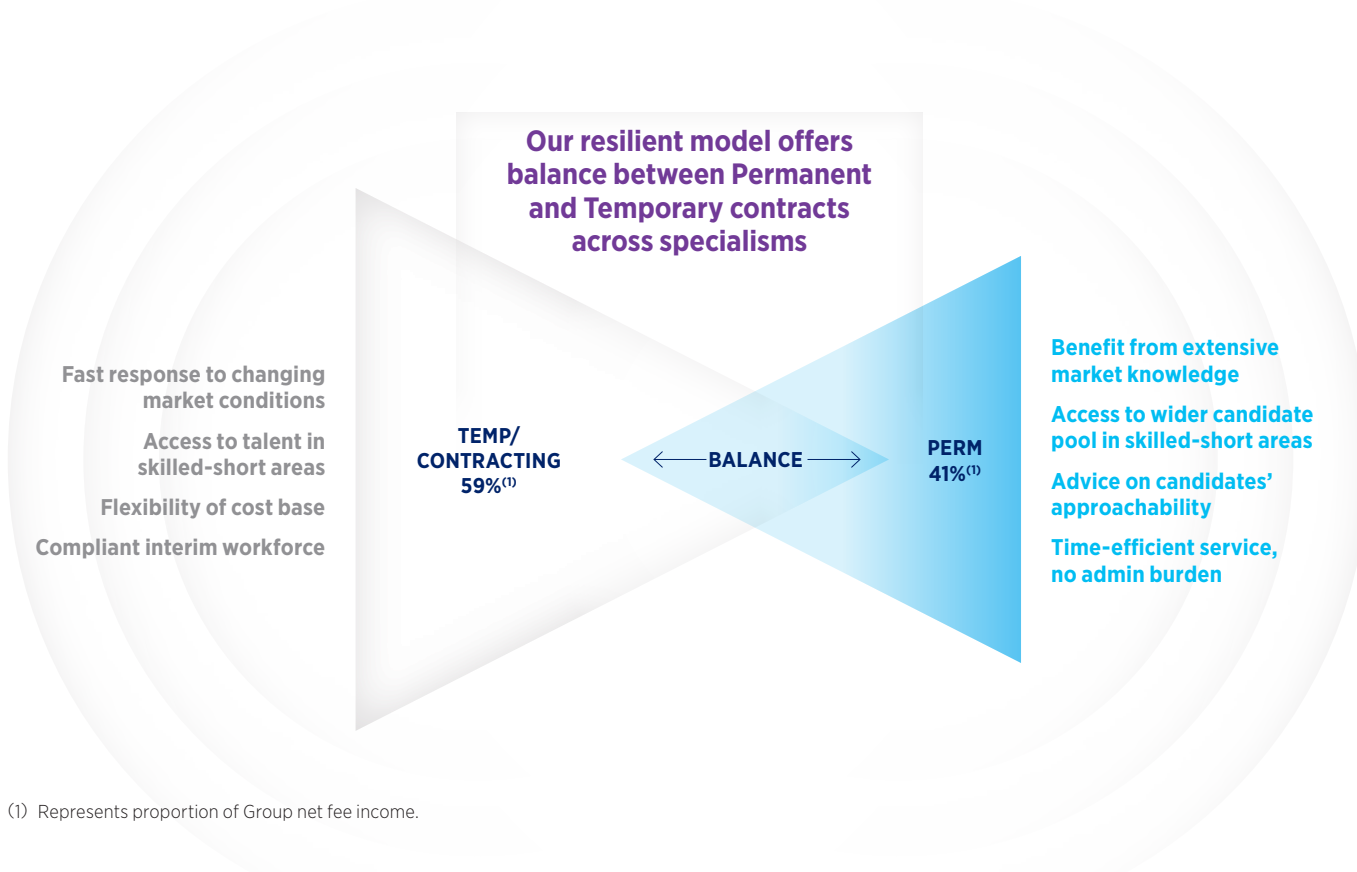 Our resilient model offers
balance between Permanent
and Temporary contracts
across specialisms
Fast response to changing
market conditions
Access to talent in
skilled-short areas
Flexibility of cost base
Compliant interim workforce
TEMP/
CONTRACTING
59%(1)
BALANCE
PERM
41%(1)
Benefit from extensive
market knowledge
Access to wider candidate
pool in skilled-short areas
Advice on candidates’
approachability
Time-efficient service,
no admin burden
(1) Represents proportion of Group net fee income.